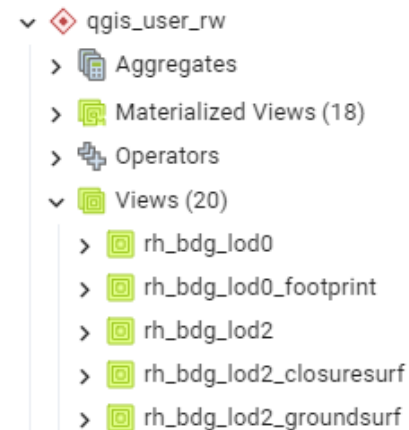 qgis_user_rw
Aggregates
Materialized Views (18)
Operators
Views (20)
rh_bdg_lod0
rh_bdg_lod0_footprint
rh_bdg_lod2
rh_bdg_lod2_closuresurf
rh_bdg_lod2_groundsurf